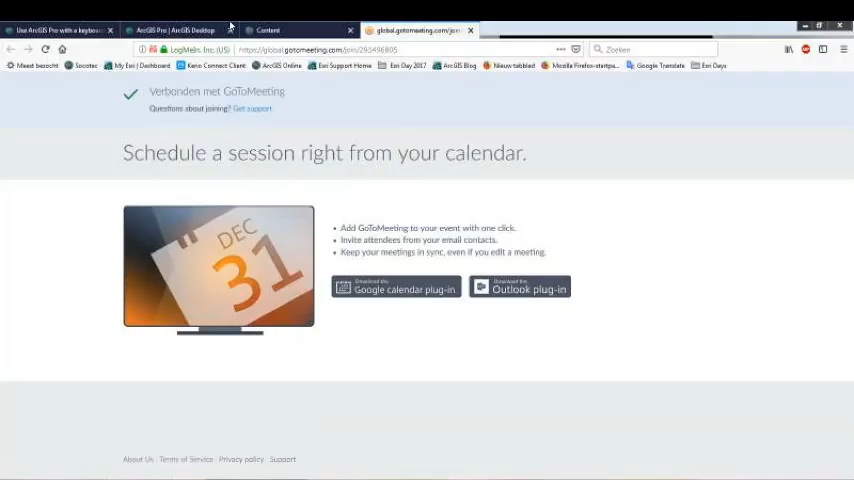 Use ArcGIS Pro with a keyboar
ArcGIS Pro | ArcGIS Desktop
Content
global.gotomeeting.com/join
LogMeIn, Inc. (US)
https://global.gotomeeting.com/join/293496805
Zoeken
Meest bezocht
Socotec
My Esri | Dashboard
Keno Connect Client
ArcGIS Online
Esri Support Home
Esri Day 2017
ArcGIS Blog
Nieuw tabblad
Mozilla Firefox-startpa...
Google Translate
Esri Days
Verbonden met GoToMeeting
Questions about joining? Get support
Schedule a session right from your calendar.
DEC
31
• Add GoToMeeting to your event with one click.
• Invite attendees from your email contacts.
• Keep your meetings in sync, even if you edit a meeting.
Download the
Google calendar plug-in
Download the
Outlook plug-in
About Us | Terms of Service | Privacy policy | Support